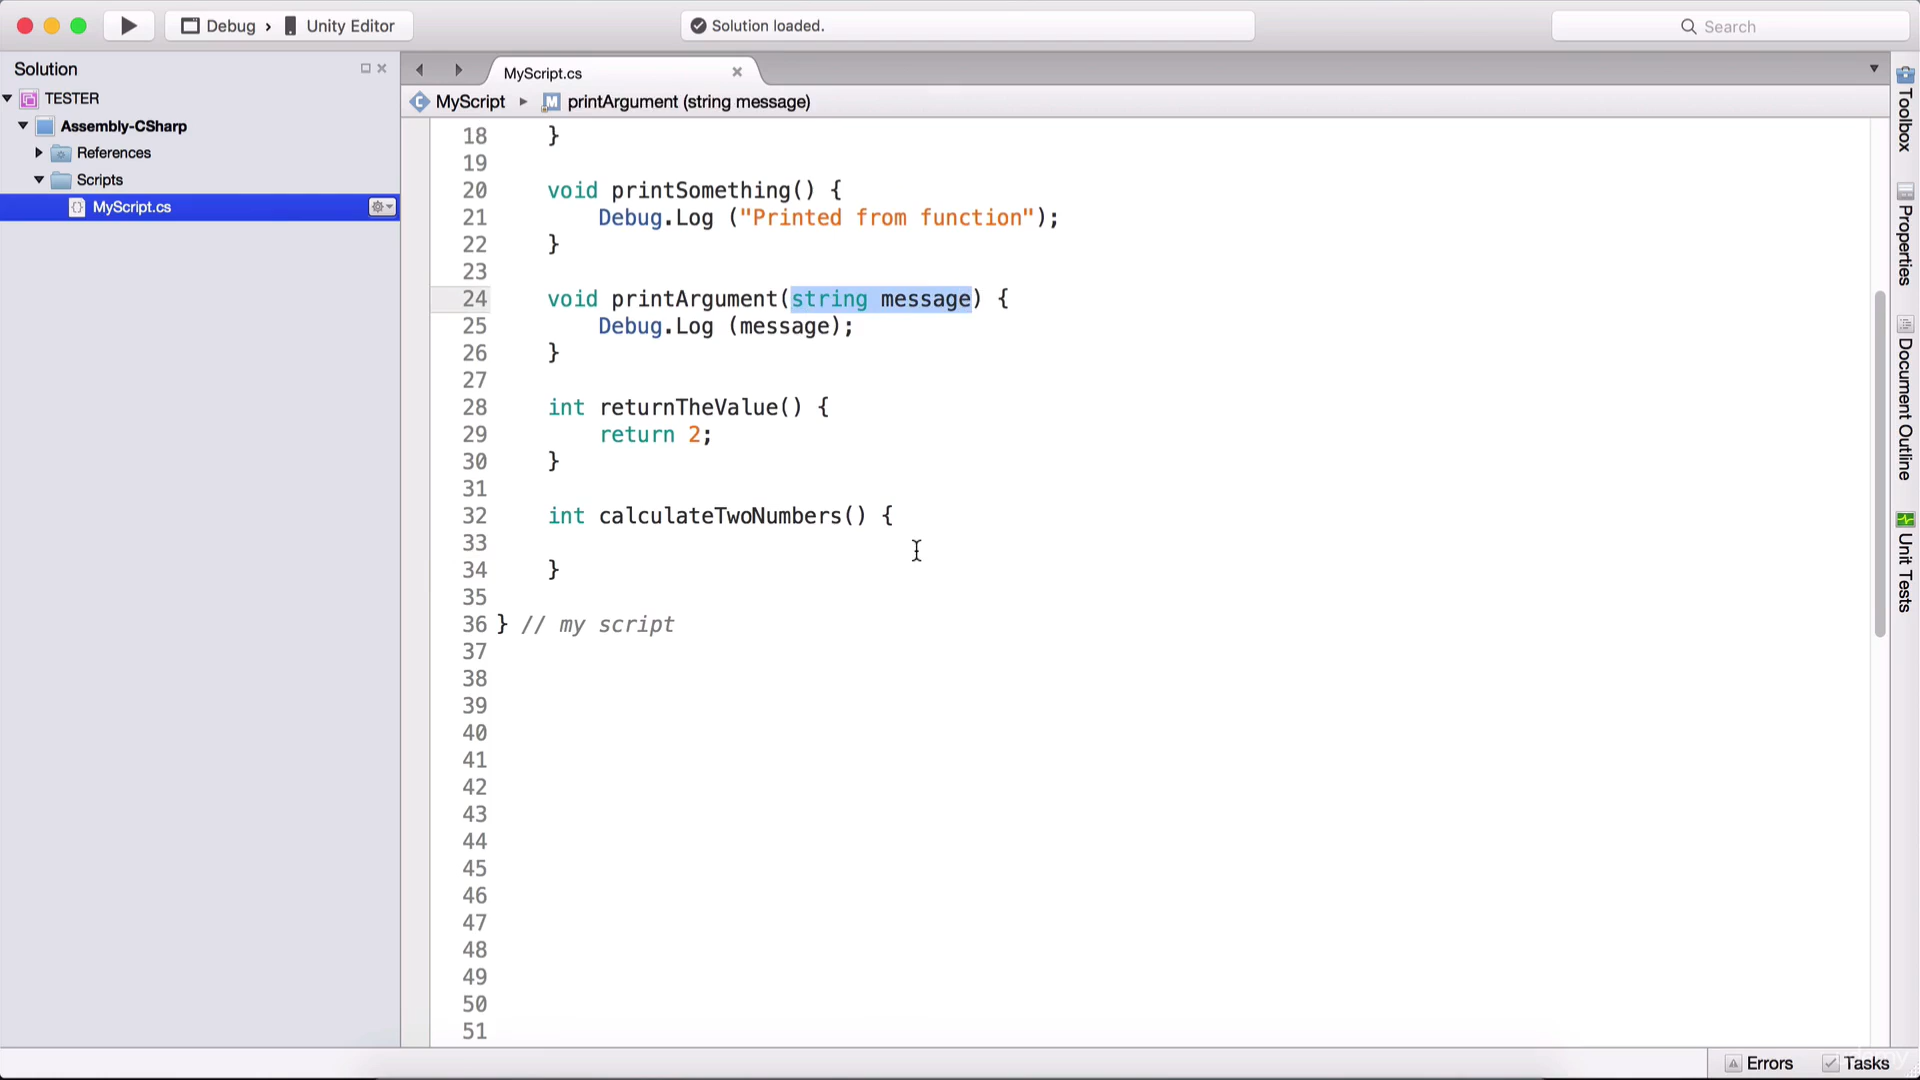 Debug › Unity Editor
Solution loaded.
Search
Solution
TESTER
Assembly-CSharp
References
Scripts
MyScript.cs
MyScript.cs
MyScript ▸ M printArgument (string message)
18 }
19
20 void printSomething() {
21 Debug.Log ("Printed from function");
22 }
23
24 void printArgument(string message) {
25 Debug.Log (message);
26 }
27
28 int returnTheValue() {
29 return 2;
30 }
31
32 int calculateTwoNumbers() {
33
34 }
35
36 } // my script
37
38
39
40
41
42
43
44
45
46
47
48
49
50
51
Toolbox
Properties
Document Outline
Unit Tests
Errors
Tasks